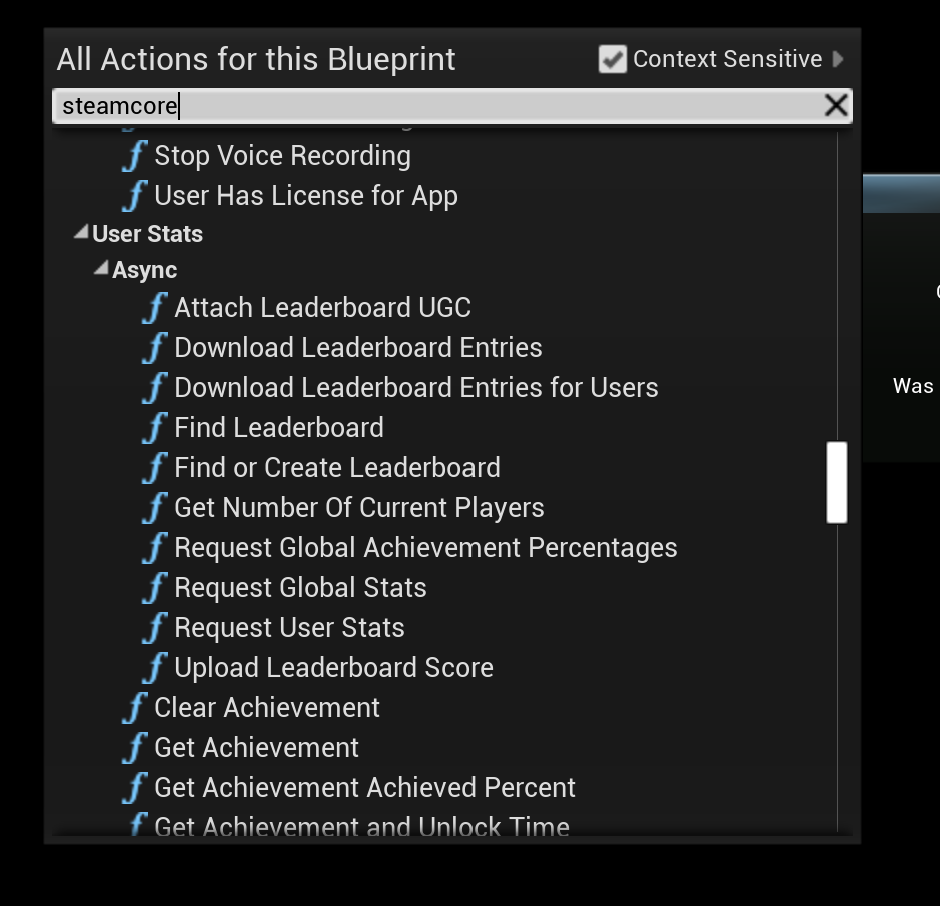 All Actions for this Blueprint
Context Sensitive
steamcore
Stop Voice Recording
User Has License for App
User Stats
Async
Attach Leaderboard UGC
Download Leaderboard Entries
Download Leaderboard Entries for Users
Find Leaderboard
Find or Create Leaderboard
Get Number Of Current Players
Request Global Achievement Percentages
Request Global Stats
Request User Stats
Upload Leaderboard Score
Clear Achievement
Get Achievement
Get Achievement Achieved Percent
Get Achievement and Unlock Time
Was